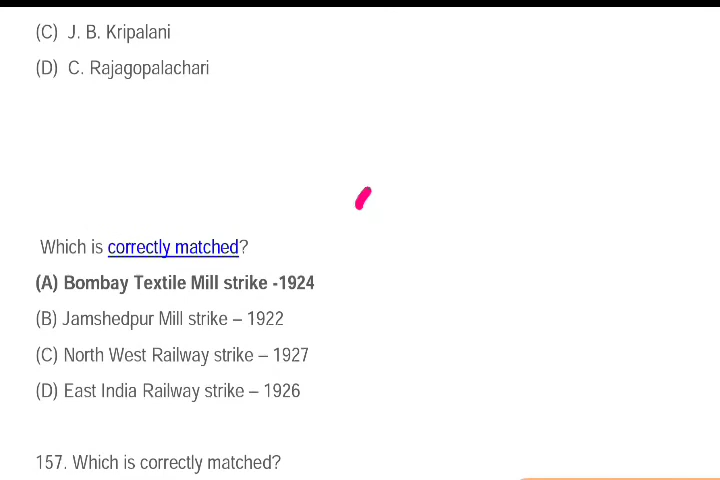 (C) J. B. Kripalani
(D) C. Rajagopalachari
Which is correctly matched?
(A) Bombay Textile Mill strike -1924
(B) Jamshedpur Mill strike – 1922
(C) North West Railway strike – 1927
(D) East India Railway strike – 1926
157. Which is correctly matched?